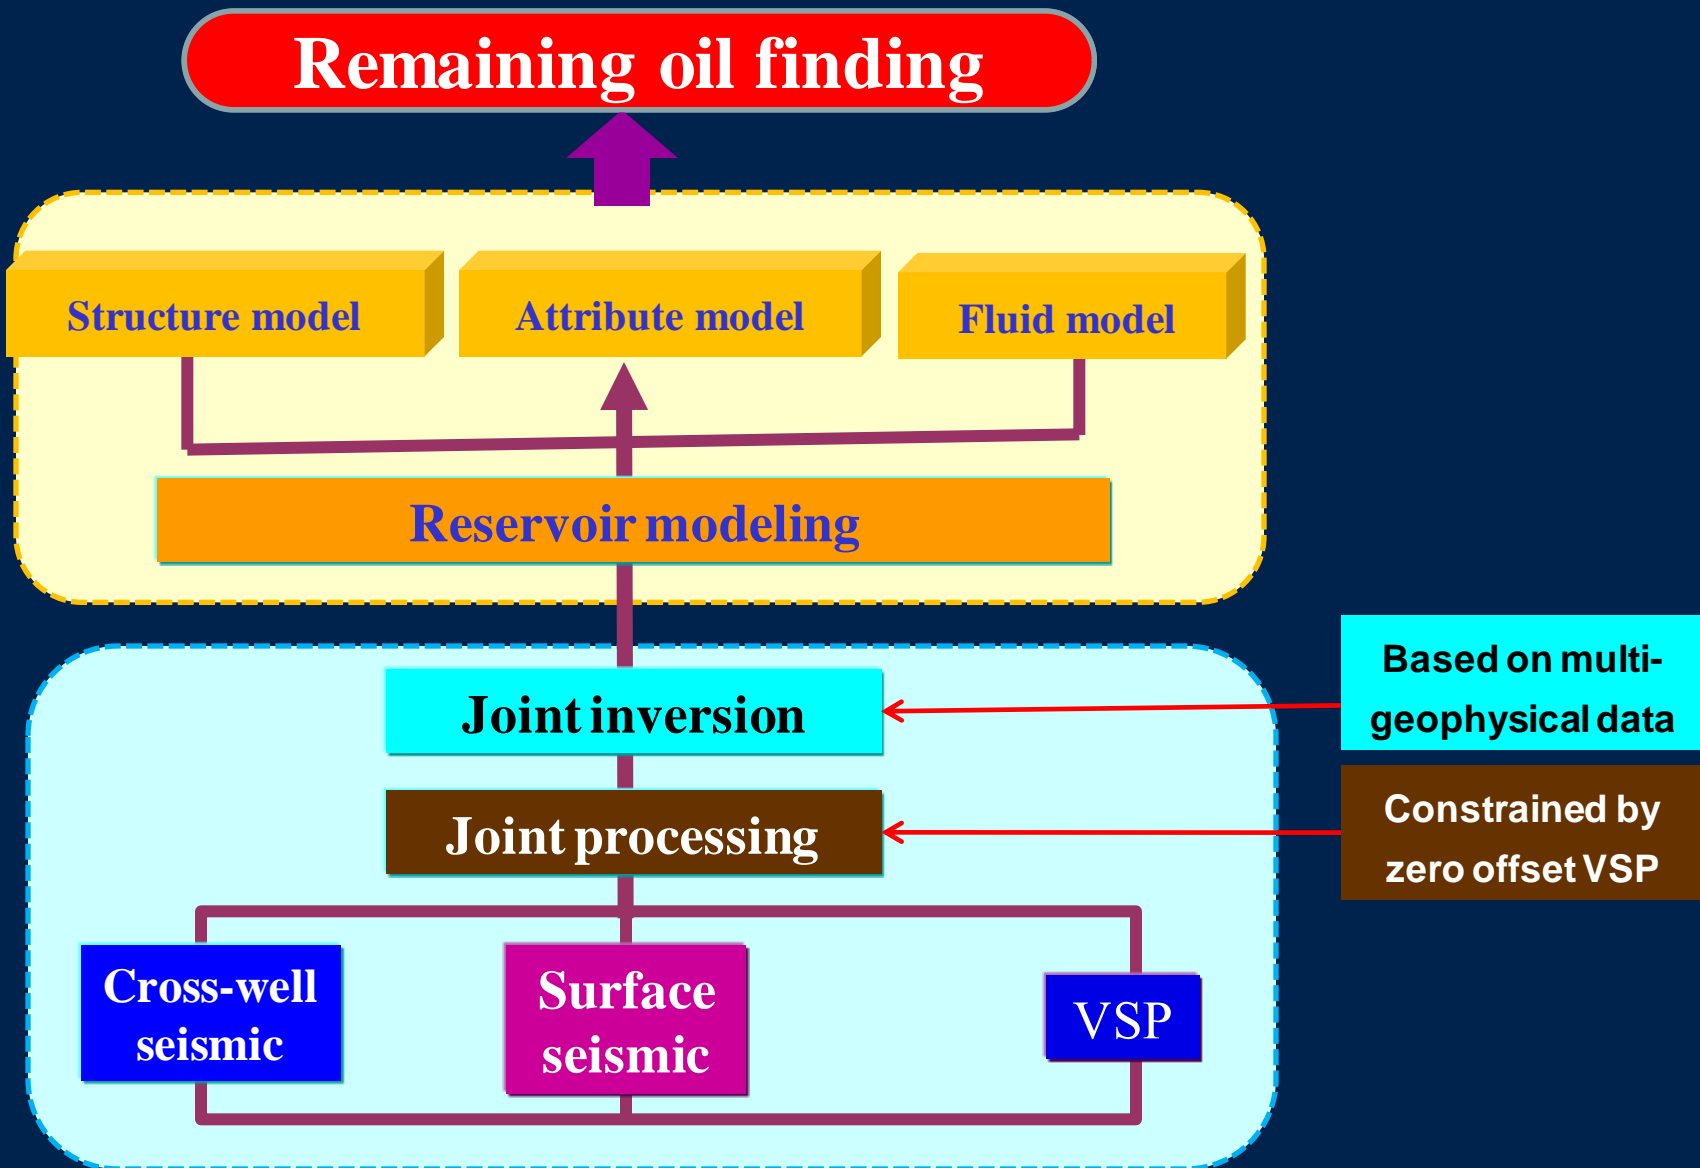 Remaining oil finding
Structure model
Attribute model
Fluid model
Reservoir modeling
Joint inversion
Based on multi-
geophysical data
Joint processing
Constrained by
zero offset VSP
Cross-well
seismic
Surface
seismic
VSP